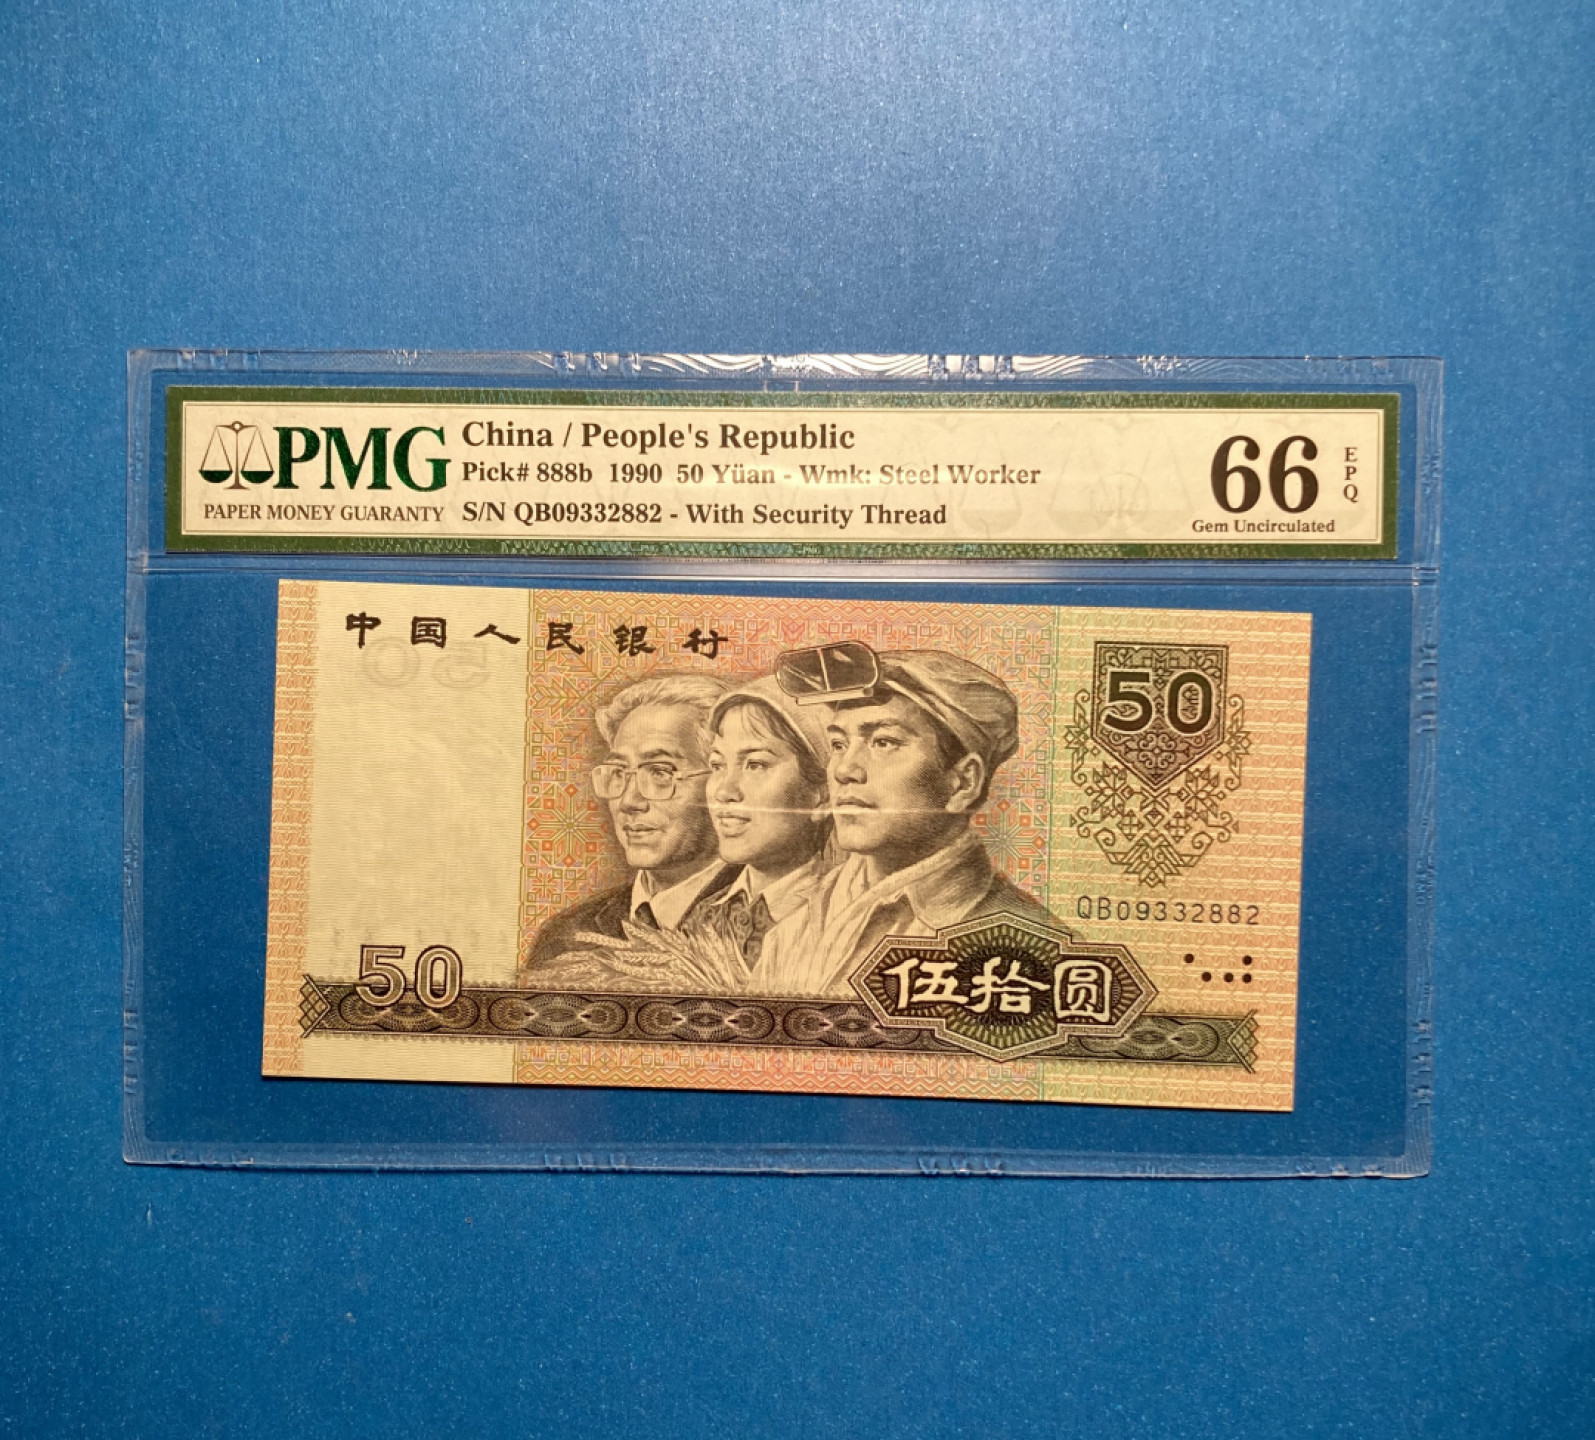 PMG
PAPER MONEY GUARANTY
China / People's Republic
Pick# 888b 1990 50 Yüan - Wmk: Steel Worker
S/N QB09332882 - With Security Thread
66
EPQ
Gem Uncirculated
中国人民银行
50
QB09332882
50
伍拾圆